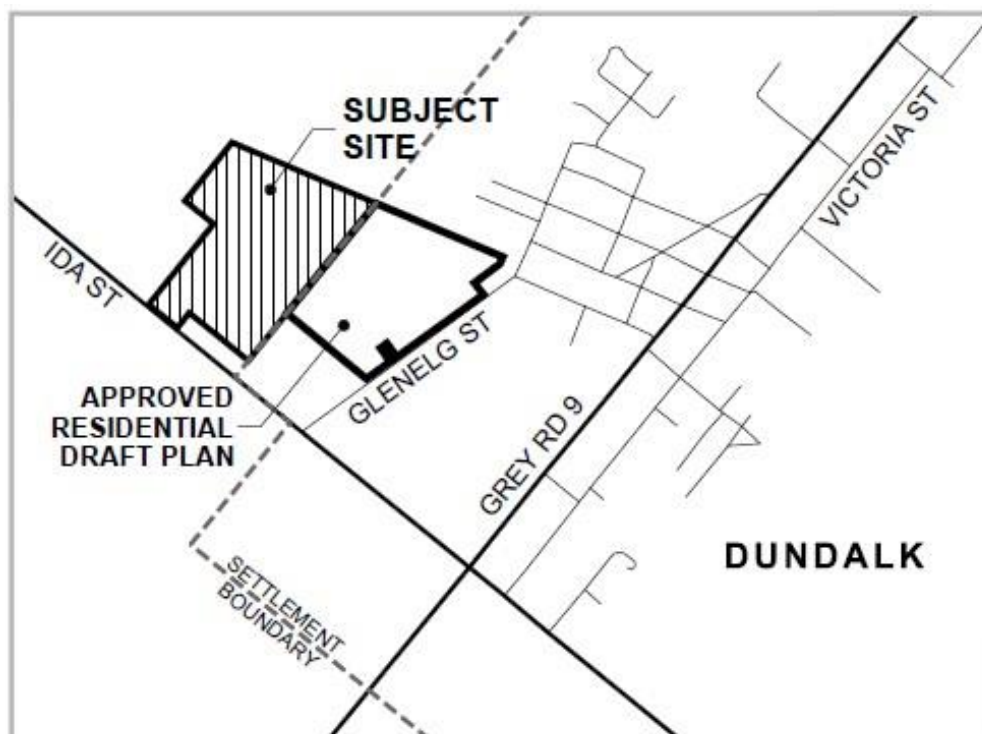 SUBJECT
SITE
IDA ST
VICTORIA ST
APPROVED
RESIDENTIAL
DRAFT PLAN
GLENELG ST
GREY RD 9
DUNDALK
SETTLEMENT
BOUNDARY